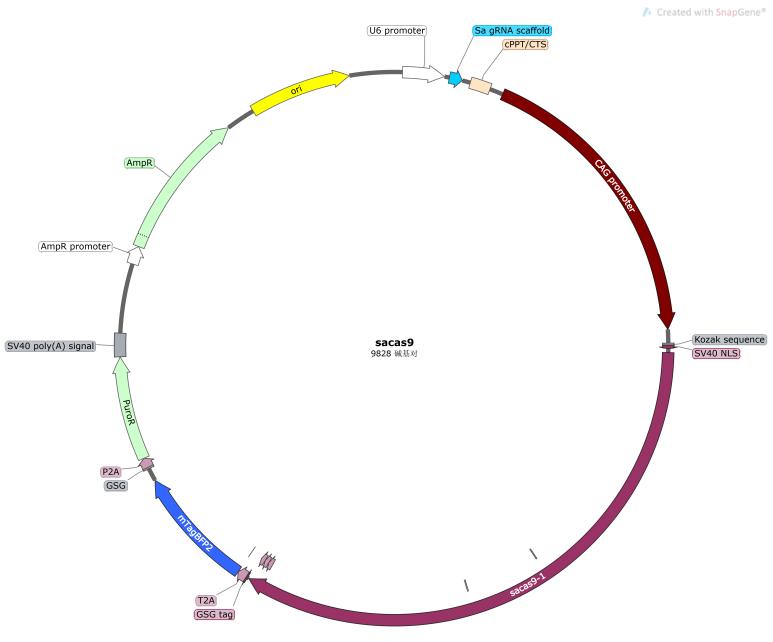 Created with SnapGene®
U6 promoter
Sa gRNA scaffold
cPPT/CTS
ori
AmpR
CAG promoter
AmpR promoter
SV40 poly(A) signal
sacas9
9828 碱基对
Kozak sequence
SV40 NLS
PuroR
P2A
GSG
mTagBFP2
T2A
GSG tag
sacas9-1